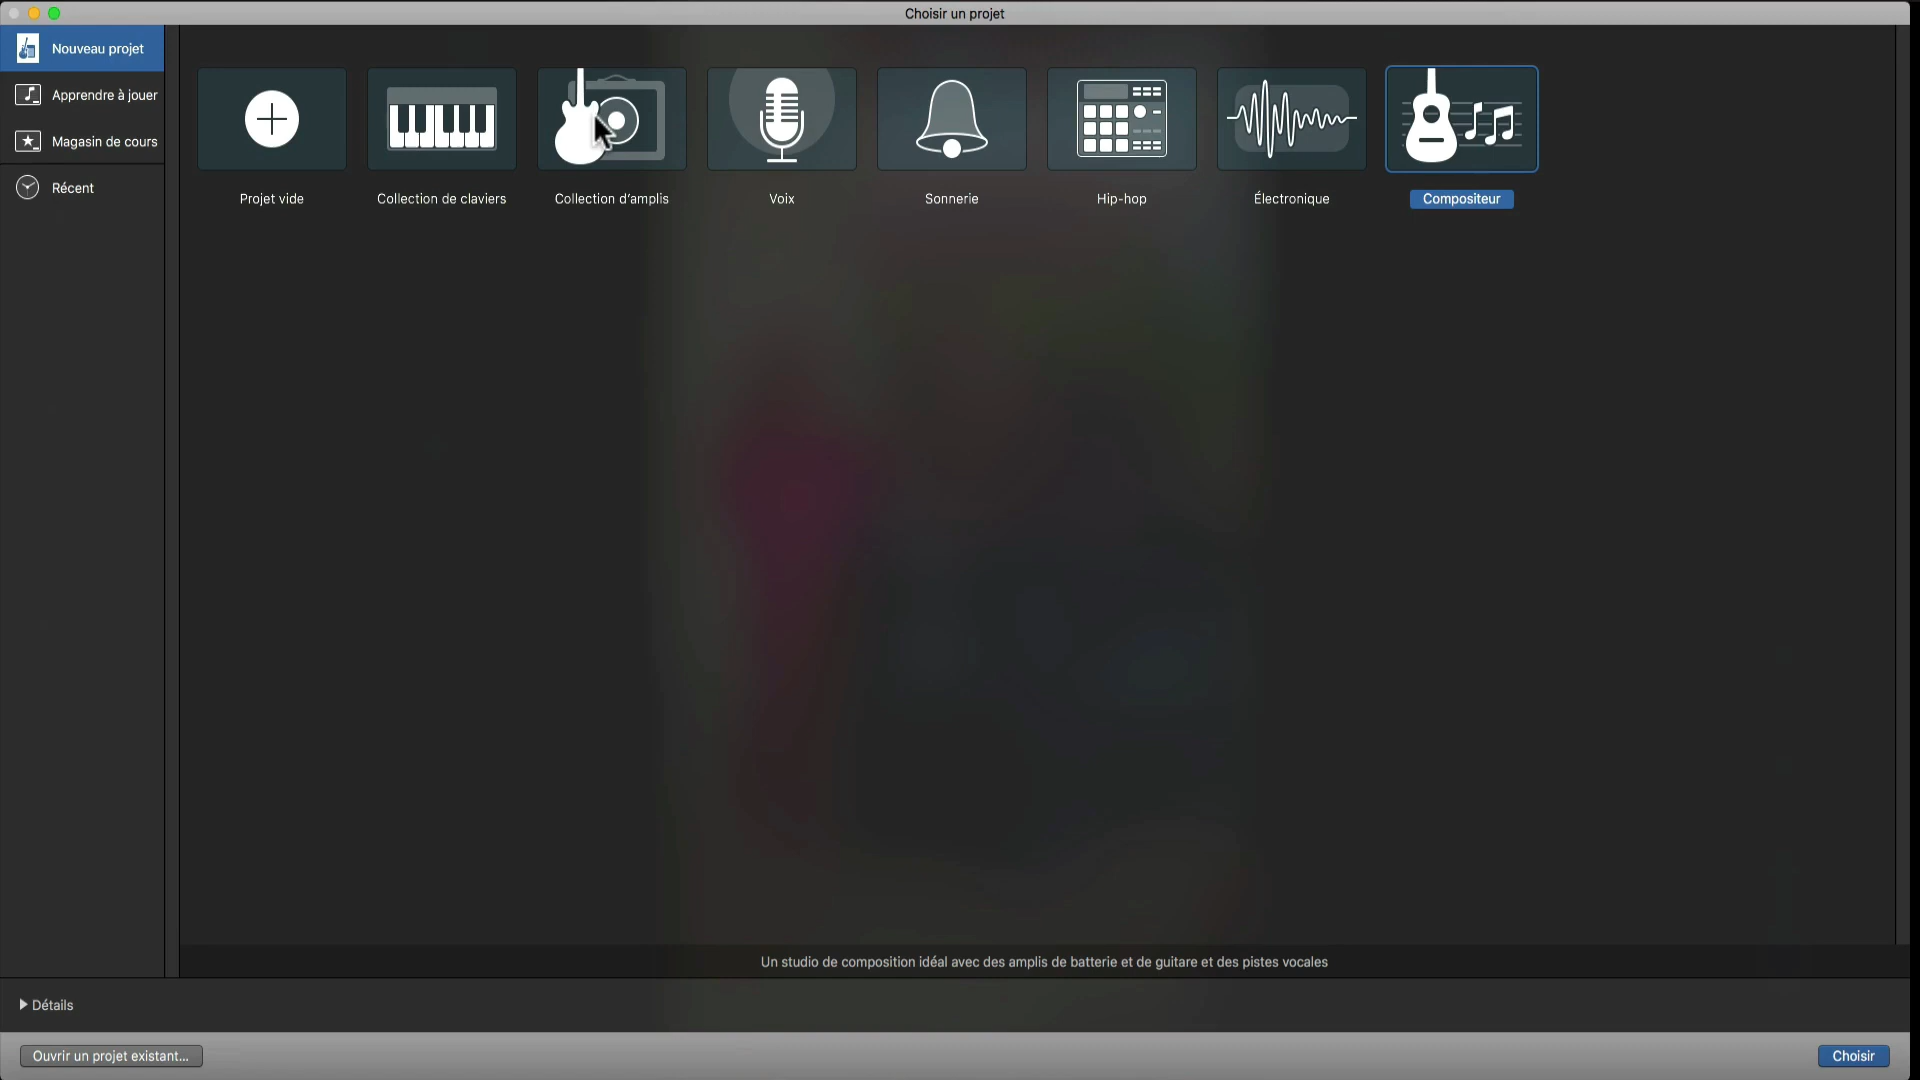 Choisir un projet
Nouveau projet
Apprendre à jouer
Magasin de cours
Récent
Projet vide
Collection de claviers
Collection d'amplis
Voix
Sonnerie
Hip-hop
Électronique
Compositeur
Un studio de composition idéal avec des amplis de batterie et de guitare et des pistes vocales
Détails
Ouvrir un projet existant...
Choisir